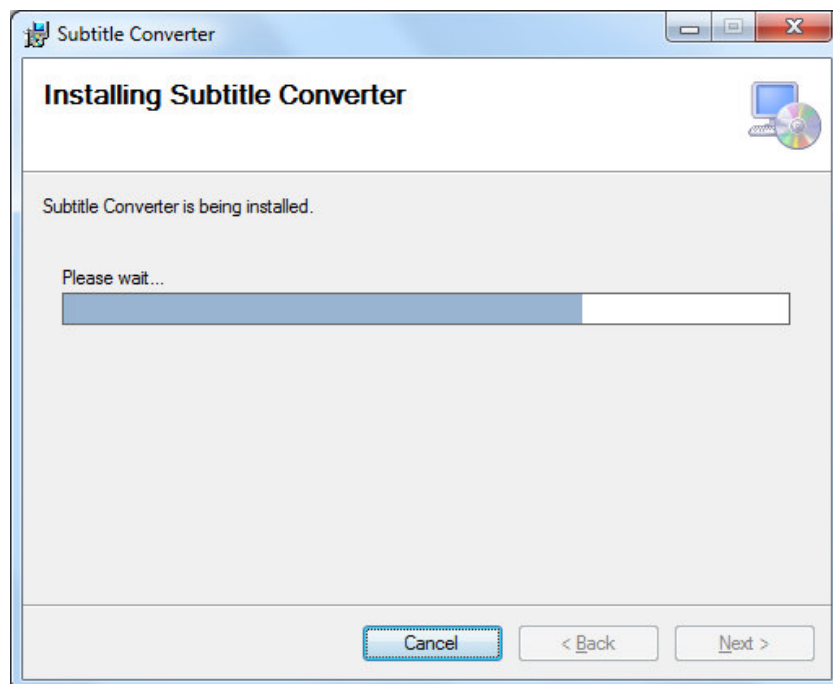 Subtitle Converter
Installing Subtitle Converter
Subtitle Converter is being installed.
Please wait...
Cancel
< Back
Next >